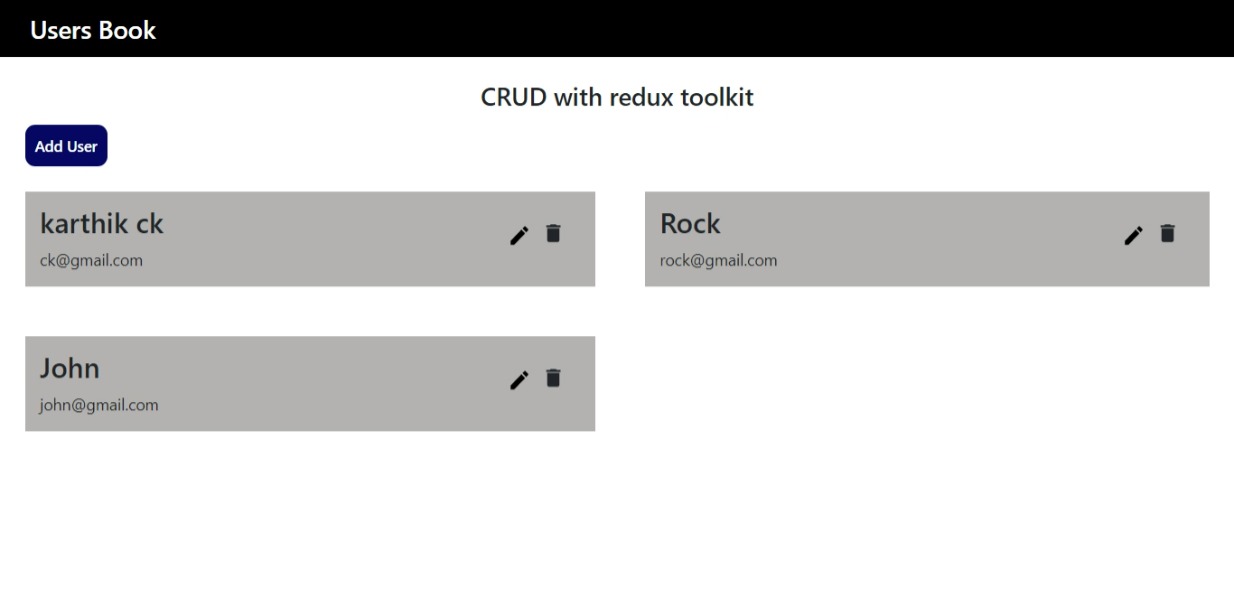 Users Book
CRUD with redux toolkit
Add User
karthik ck
ck@gmail.com
Rock
rock@gmail.com
John
john@gmail.com